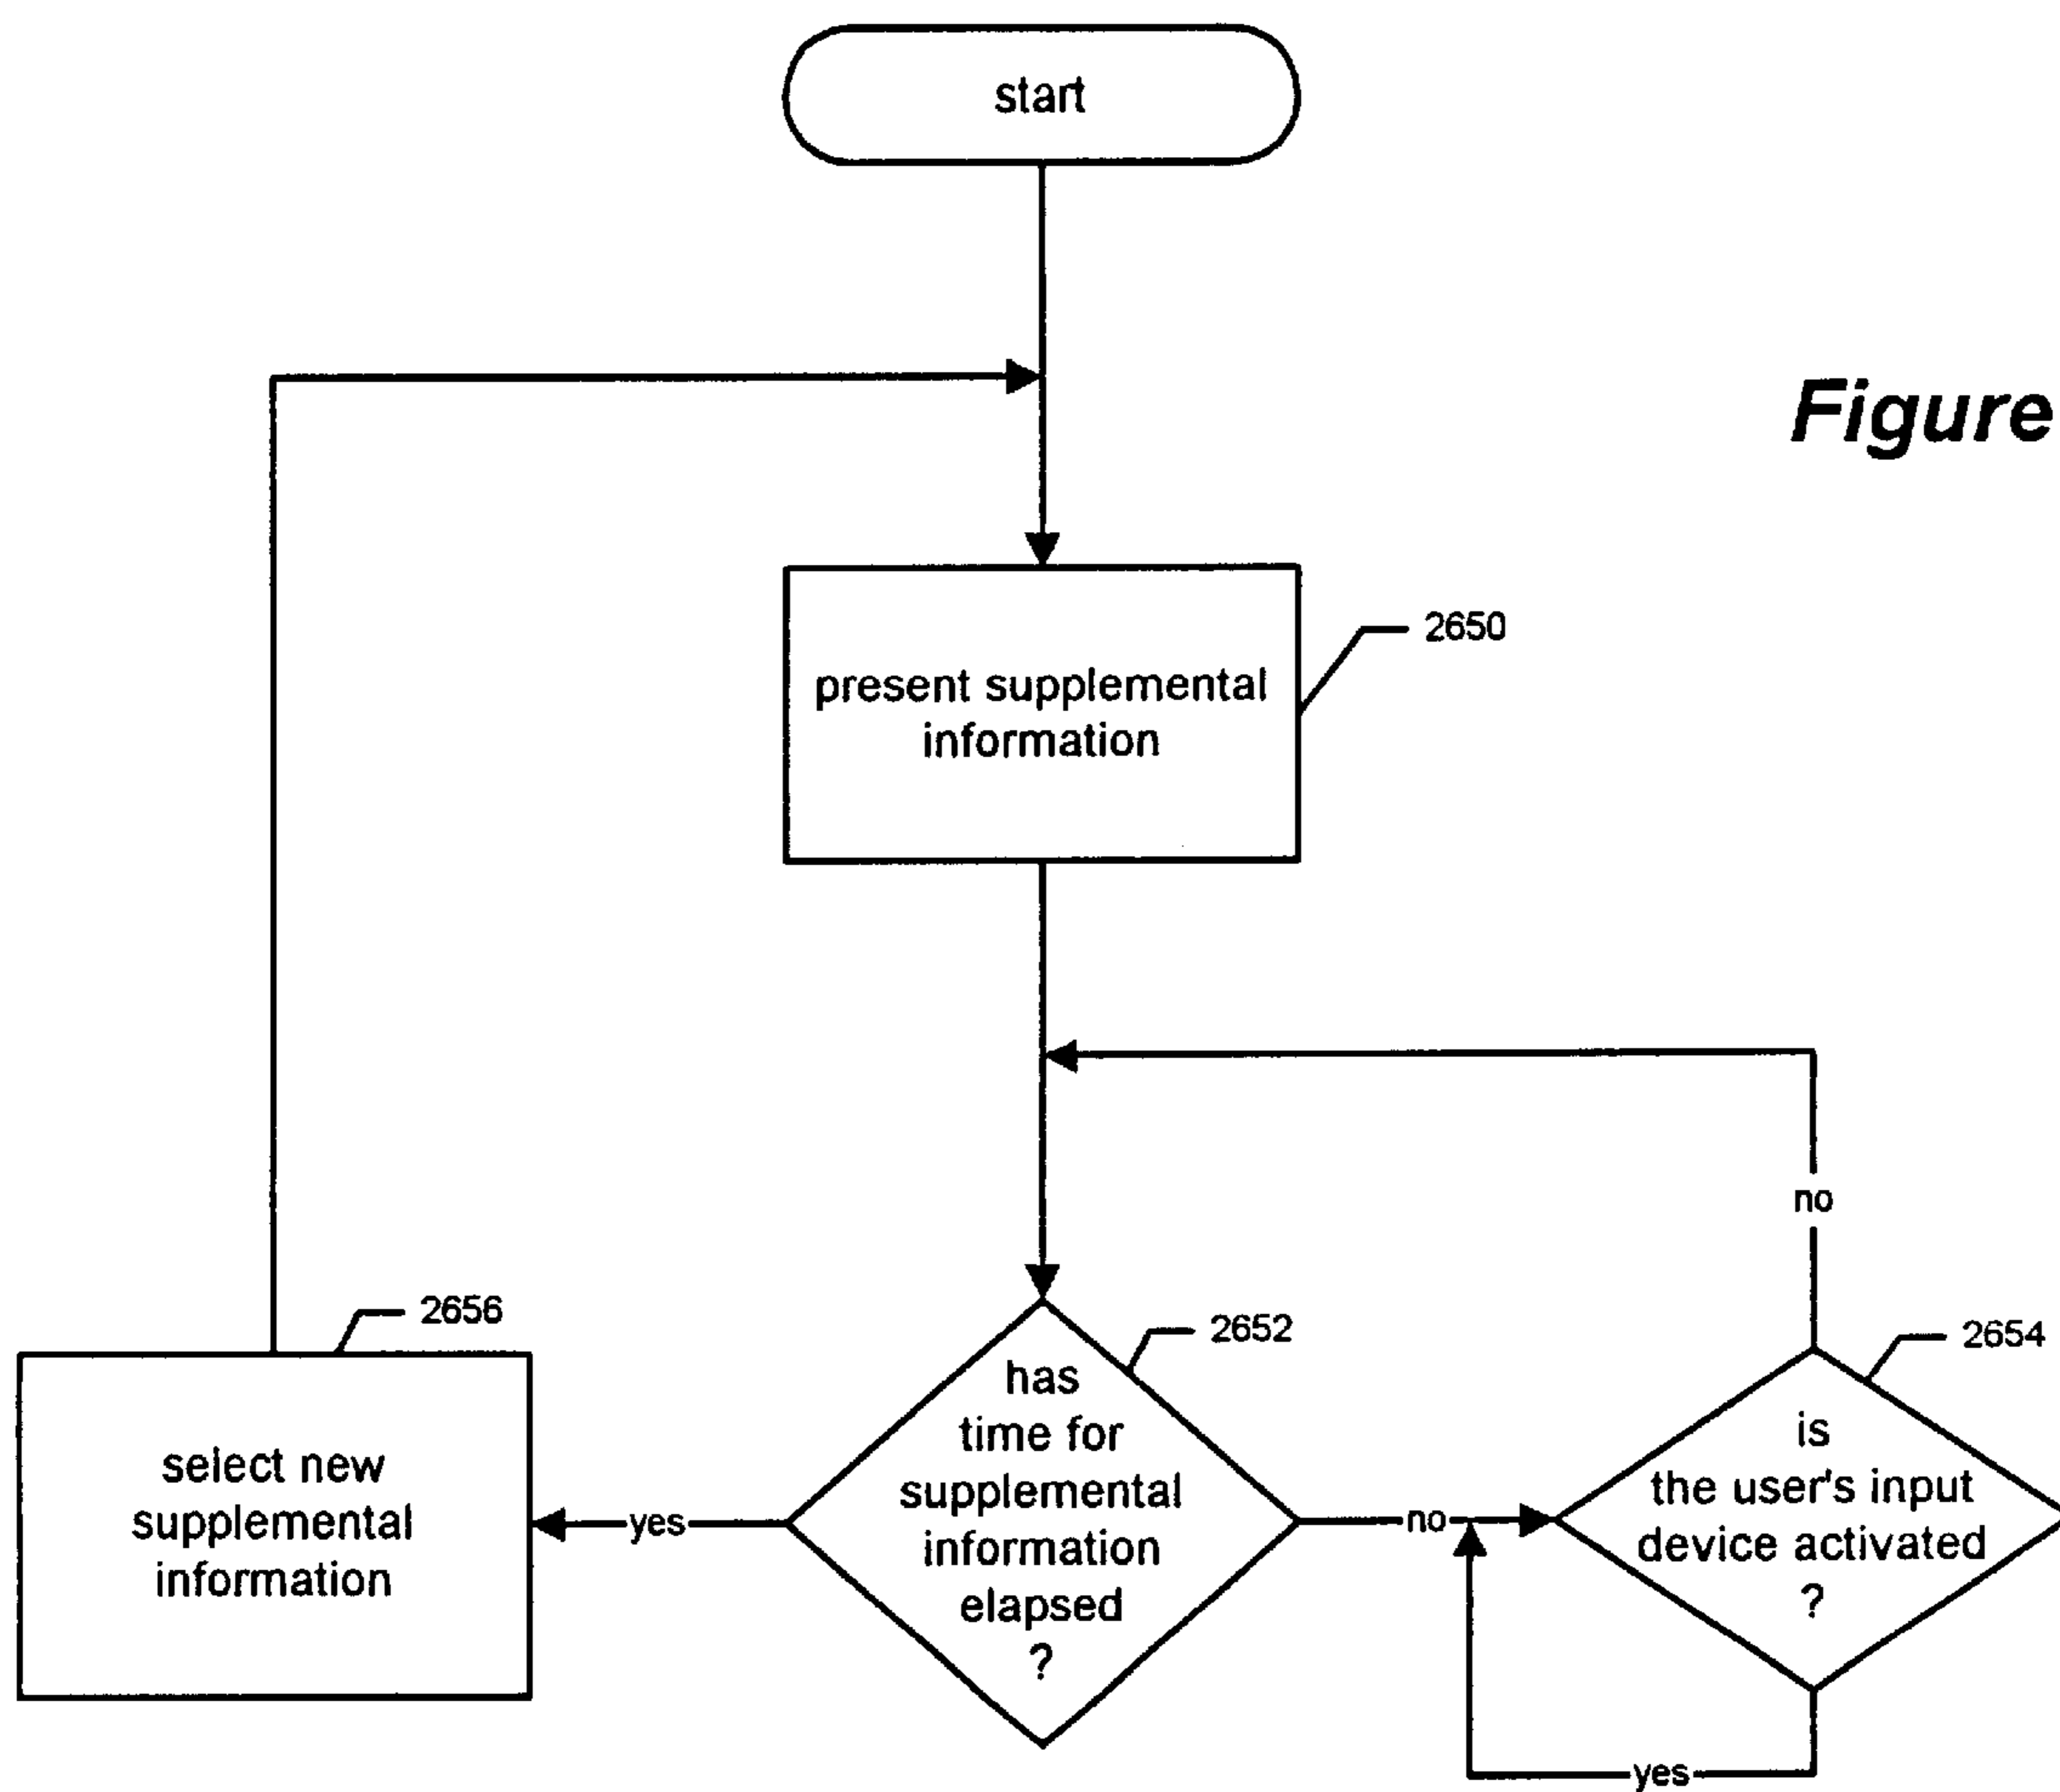 start
Figure
2650
present supplemental
information
no
2656
2652
2654
has
time for
supplemental
information
elapsed
?
is
the user's input
device activated
?
select new
supplemental
information
yes
no
yes